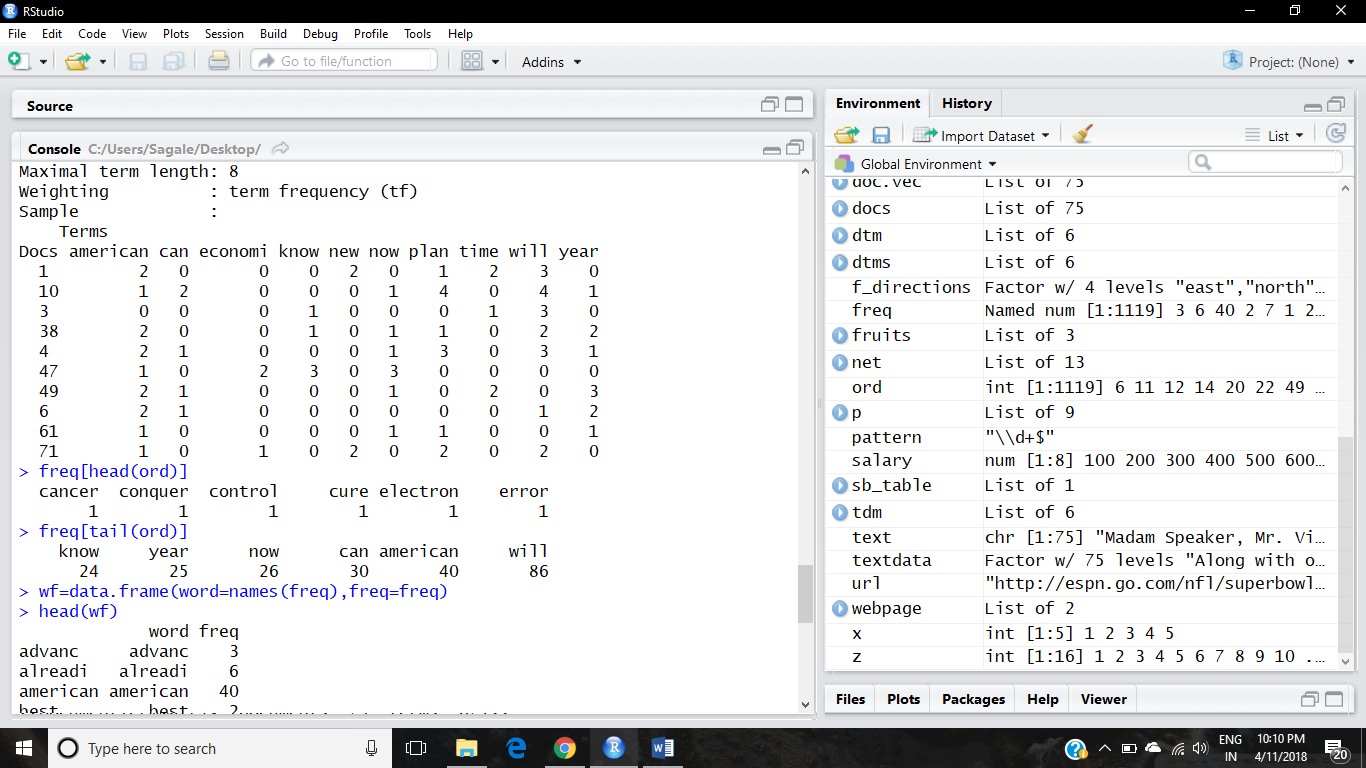 RStudio
File Edit Code View Plots Session Build Debug Profile Tools Help
Go to file/function Addins Project: (None)
Source
Console C:/Users/Sagale/Desktop/
Maximal term length: 8
Weighting : term frequency (tf)
Sample :
Terms
Docs american can economi know new now plan time will year
1 2 0 0 0 2 0 1 2 3 0
10 1 2 0 0 0 1 4 0 4 1
3 0 0 0 1 0 0 0 1 3 0
38 2 0 0 1 0 1 1 0 2 2
4 2 1 0 0 0 1 3 0 3 1
47 1 0 2 3 0 3 0 0 0 0
49 2 1 0 0 0 1 0 2 0 3
6 2 1 0 0 0 0 0 0 1 2
61 1 0 0 0 0 1 1 0 0 1
71 1 0 1 0 2 0 2 0 2 0
> freq[head(ord)]
cancer conquer control cure electron error
1 1 1 1 1 1
> freq[tail(ord)]
know year now can american will
24 25 26 30 40 86
> wf=data.frame(word=names(freq),freq=freq)
> head(wf)
word freq
advanc advanc 3
alreadi alreadi 6
american american 40
best best 2
Environment History
Import Dataset List
Global Environment
doc.vec List of 75
docs List of 75
dtm List of 6
dtms List of 6
f_directions Factor w/ 4 levels "east","north"…
freq Named num [1:1119] 3 6 40 2 7 1 2…
fruits List of 3
net List of 13
ord int [1:1119] 6 11 12 14 20 22 49 …
p List of 9
pattern "\\d+$"
salary num [1:8] 100 200 300 400 500 600…
sb_table List of 1
tdm List of 6
text chr [1:75] "Madam Speaker, Mr. Vi…
textdata Factor w/ 75 levels "Along with o…
url "http://espn.go.com/nfl/superbowl…
webpage List of 2
x int [1:5] 1 2 3 4 5
z int [1:16] 1 2 3 4 5 6 7 8 9 10 .…
Files Plots Packages Help Viewer
Type here to search
ENG
IN
10:10 PM
4/11/2018
20